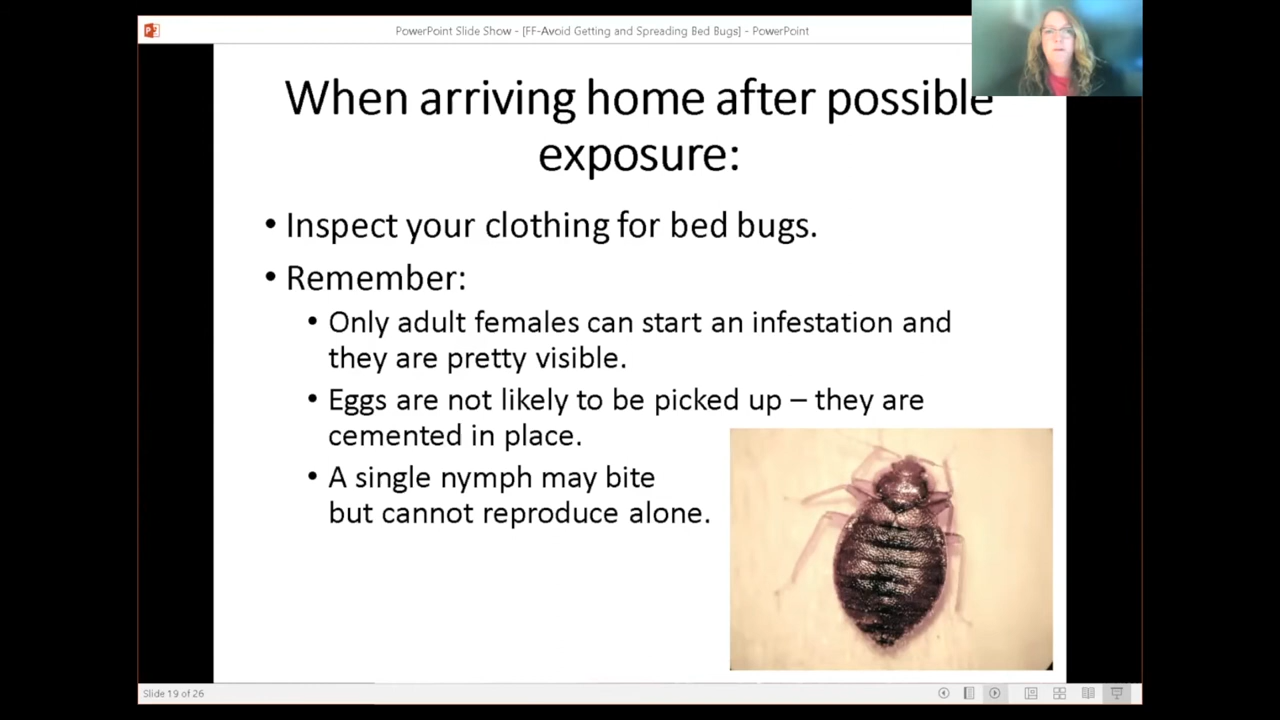 PowerPoint Slide Show - [FF-Avoid Getting and Spreading Bed Bugs] - PowerPoint
When arriving home after possible
exposure:
• Inspect your clothing for bed bugs.
• Remember:
• Only adult females can start an infestation and
they are pretty visible.
• Eggs are not likely to be picked up – they are
cemented in place.
• A single nymph may bite
but cannot reproduce alone.
Slide 19 of 26